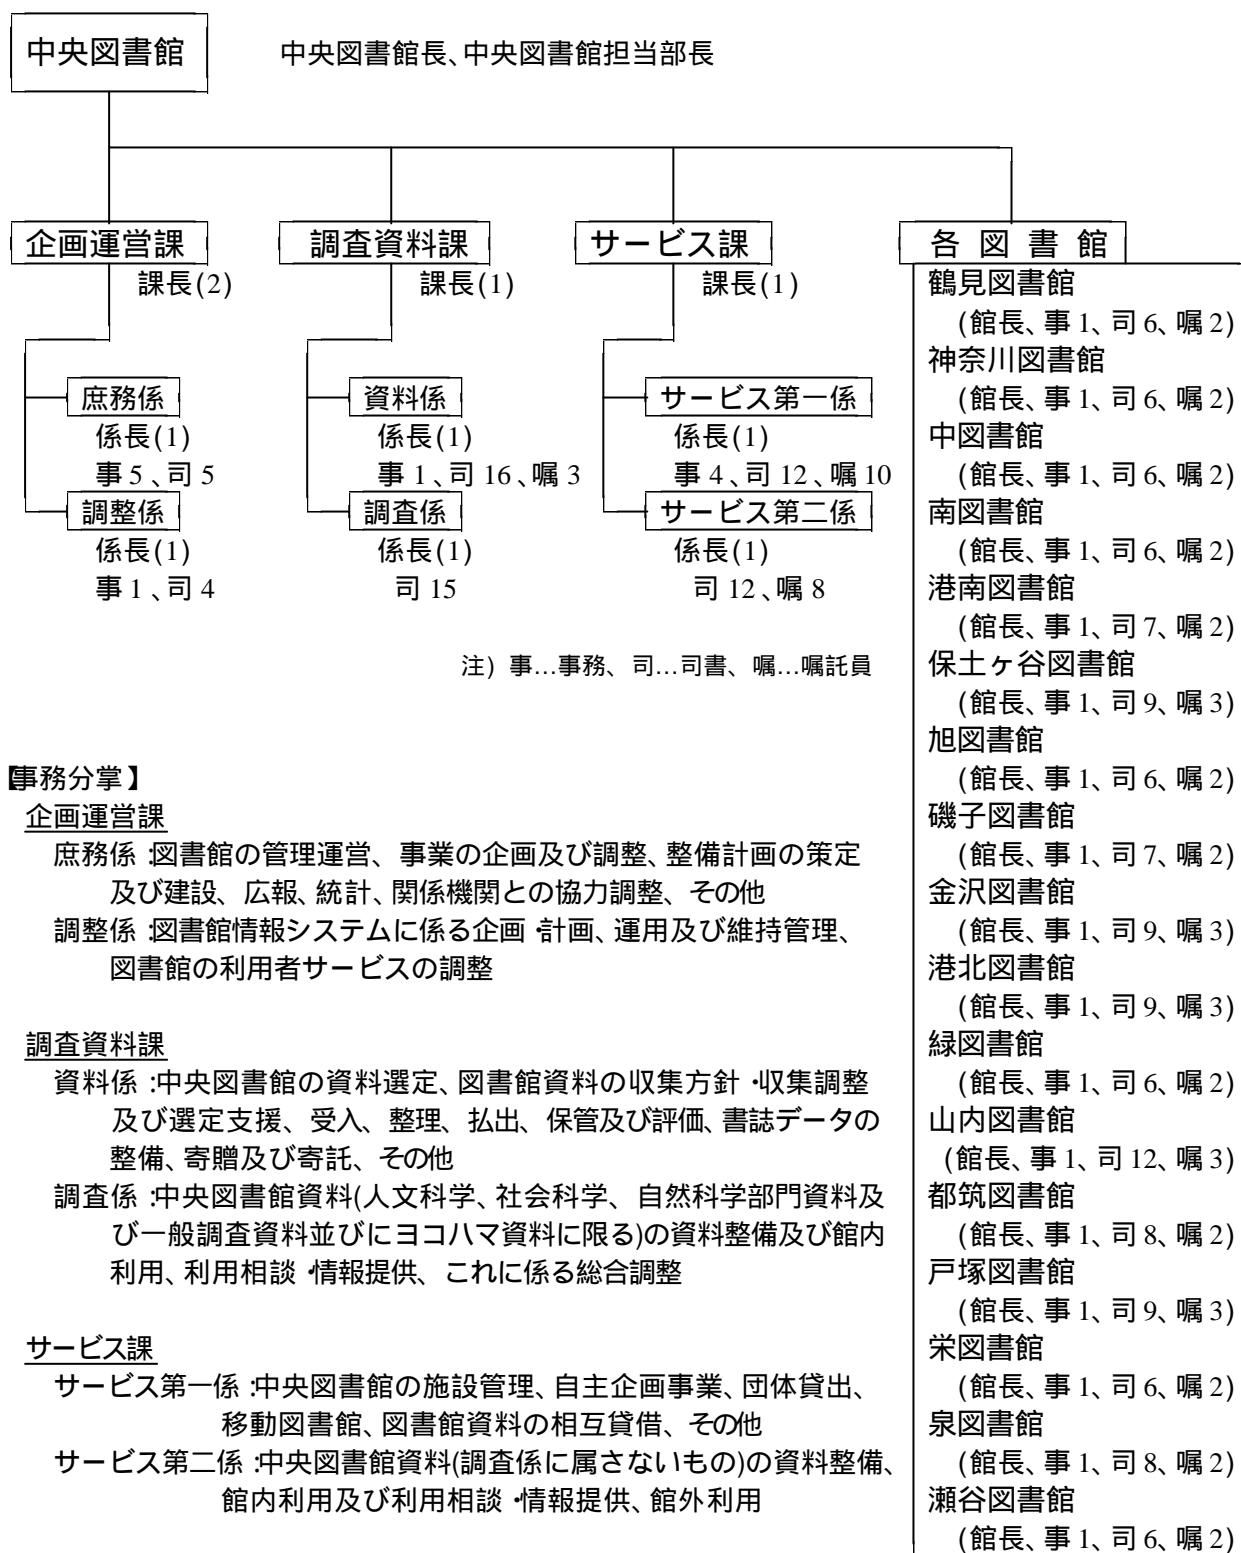 中央図書館
中央図書館長、中央図書館担当部長
企画運営課
課長(2)
庶務係
係長(1)
事 5、司 5
調整係
係長(1)
事 1、司 4
調査資料課
課長(1)
資料係
係長(1)
事 1、司 16、嘱 3
調査係
係長(1)
司 15
サービス課
課長(1)
サービス第一係
係長(1)
事 4、司 12、嘱 10
サービス第二係
係長(1)
司 12、嘱 8
注) 事…事務、司…司書、嘱…嘱託員
各図書館
鶴見図書館
(館長、事 1、司 6、嘱 2)
神奈川図書館
(館長、事 1、司 6、嘱 2)
中図書館
(館長、事 1、司 6、嘱 2)
南図書館
(館長、事 1、司 6、嘱 2)
港南図書館
(館長、事 1、司 7、嘱 2)
保土ヶ谷図書館
(館長、事 1、司 9、嘱 3)
旭図書館
(館長、事 1、司 6、嘱 2)
磯子図書館
(館長、事 1、司 7、嘱 2)
金沢図書館
(館長、事 1、司 9、嘱 3)
港北図書館
(館長、事 1、司 9、嘱 3)
緑図書館
(館長、事 1、司 6、嘱 2)
山内図書館
(館長、事 1、司 12、嘱 3)
都筑図書館
(館長、事 1、司 8、嘱 2)
戸塚図書館
(館長、事 1、司 9、嘱 3)
栄図書館
(館長、事 1、司 6、嘱 2)
泉図書館
(館長、事 1、司 8、嘱 2)
瀬谷図書館
(館長、事 1、司 6、嘱 2)
【事務分掌】
企画運営課
庶務係:図書館の管理運営、事業の企画及び調整、整備計画の策定
及び建設、広報、統計、関係機関との協力調整、その他
調整係:図書館情報システムに係る企画・計画、運用及び維持管理、
図書館の利用者サービスの調整
調査資料課
資料係:中央図書館の資料選定、図書館資料の収集方針・収集調整
及び選定支援、受入、整理、払出、保管及び評価、書誌データの
整備、寄贈及び寄託、その他
調査係:中央図書館資料(人文科学、社会科学、自然科学部門資料及
び一般調査資料並びにヨコハマ資料に限る)の資料整備及び館内
利用、利用相談・情報提供、これに係る総合調整
サービス課
サービス第一係:中央図書館の施設管理、自主企画事業、団体貸出、
移動図書館、図書館資料の相互貸借、その他
サービス第二係:中央図書館資料(調査係に属さないもの)の資料整備、
館内利用及び利用相談・情報提供、館外利用